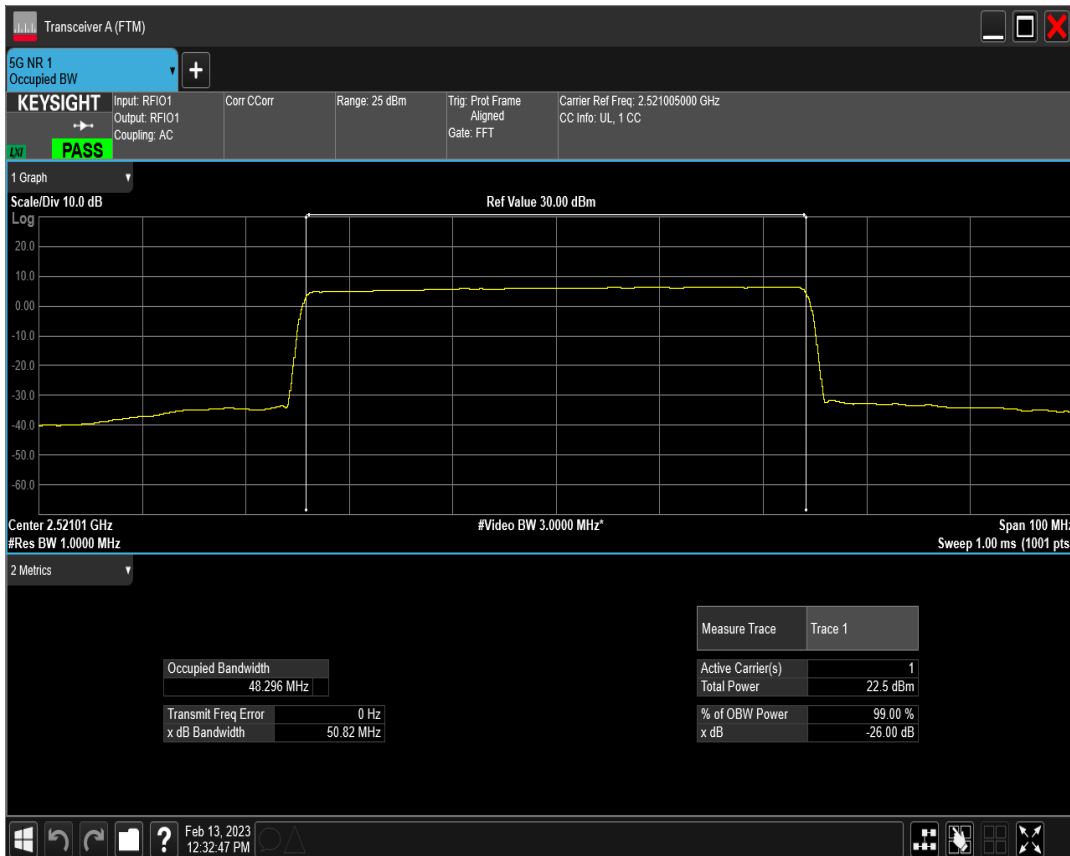 Transceiver A (FTM)
5G NR 1
Occupied BW
+
KEYSIGHT
Input: RFIO1
Output: RFIO1
Coupling: AC
Corr CCorr
Range: 25 dBm
Trig: Prot Frame
Aligned
Gate: FFT
Carrier Ref Freq: 2.521005000 GHz
CC Info: UL, 1 CC
LXI
PASS
1 Graph
Scale/Div 10.0 dB
Ref Value 30.00 dBm
Log
20.0
10.0
0.00
-10.0
-20.0
-30.0
-40.0
-50.0
-60.0
Center 2.52101 GHz
#Video BW 3.0000 MHz*
Span 100 MHz
#Res BW 1.0000 MHz
Sweep 1.00 ms (1001 pts
2 Metrics
Measure Trace Trace 1
Occupied Bandwidth
48.296 MHz
Active Carrier(s) 1
Total Power 22.5 dBm
Transmit Freq Error 0 Hz
x dB Bandwidth 50.82 MHz
% of OBW Power 99.00 %
x dB -26.00 dB
?
Feb 13, 2023
12:32:47 PM